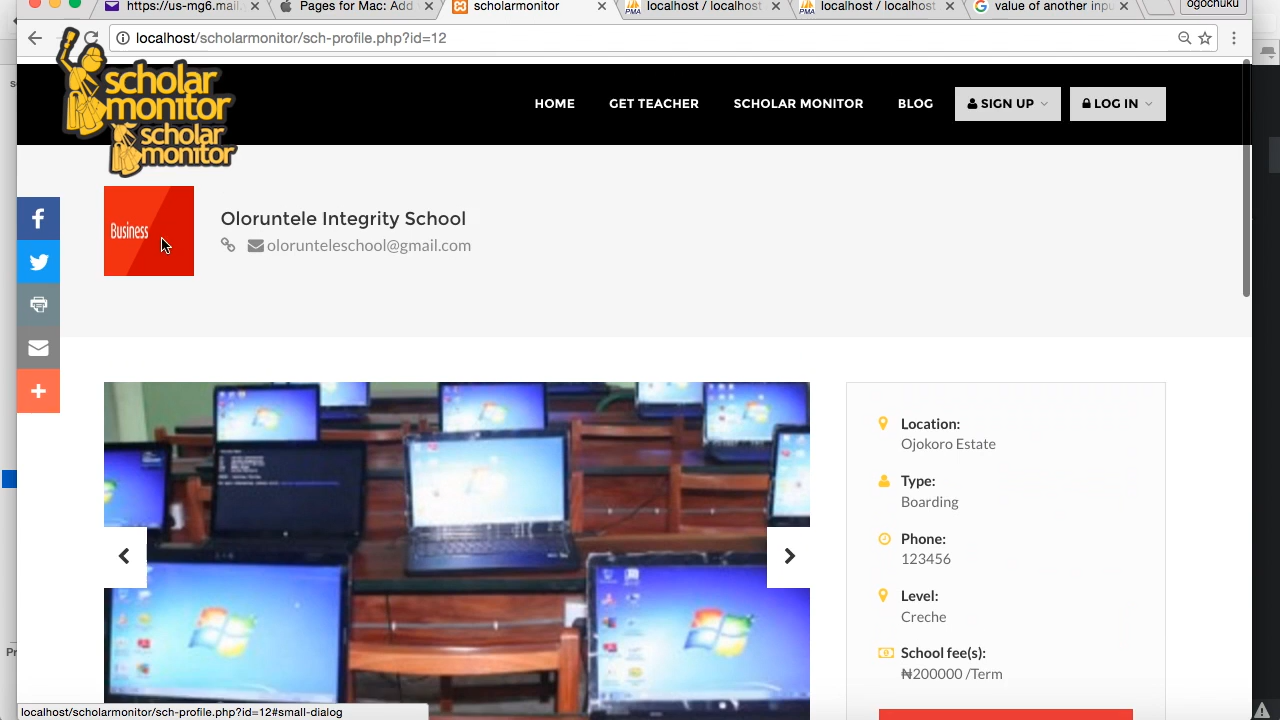 https://us-mg6.mail.
Pages for Mac: Add
scholarmonitor
localhost / localhost
localhost / localhost
value of another inpu
ogochuku
localhost/scholarmonitor/sch-profile.php?id=12
scholar
monitor
scholar
monitor
HOME
GET TEACHER
SCHOLAR MONITOR
BLOG
SIGN UP
LOG IN
Business
Oloruntele Integrity School
olorunteleschool@gmail.com
Location:
Ojokoro Estate
Type:
Boarding
Phone:
123456
Level:
Creche
School fee(s):
₦200000 /Term
Pr
localhost/scholarmonitor/sch-profile.php?id=12#small-dialog